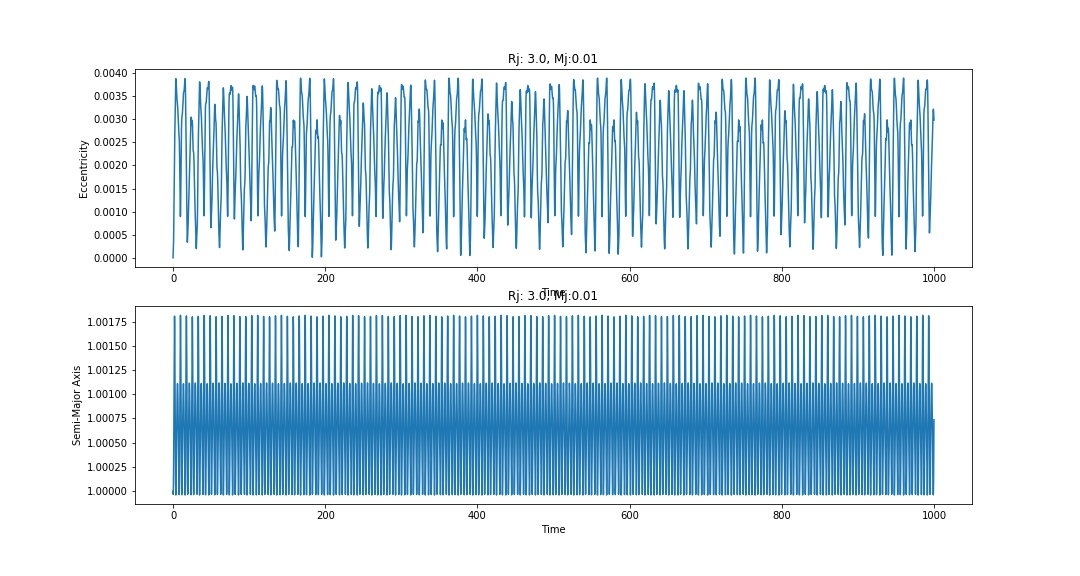 Rj: 3.0, Mj:0.01
0.0040
0.0035
0.0030
0.0025
0.0020
0.0015
0.0010
0.0005
0.0000
Eccentricity
0 200 400 600 800 1000
Time
Rj: 3.0, Mj:0.01
1.00175
1.00150
1.00125
1.00100
1.00075
1.00050
1.00025
1.00000
Semi-Major Axis
0 200 400 600 800 1000
Time